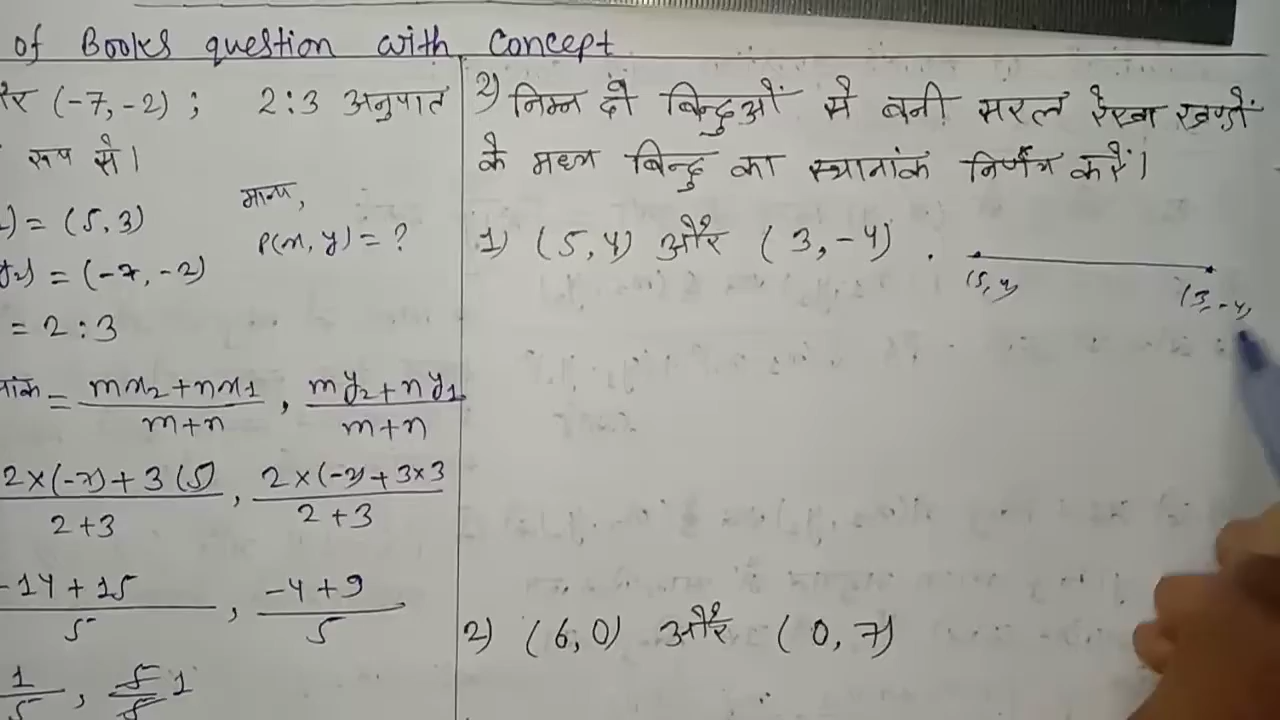 of Books question with concept
(-7, -2) ; 2:3 अनुपात
रूप से।
मान्य,
) = (5, 3)
P(x, y) = ?
) = (-7, -2)
= 2 : 3
= mx₂+nx₁ / m+n , my₂+ny₁ / m+n
2×(-7)+3(5) / 2+3 , 2×(-2)+3×3 / 2+3
-14+15 / 5 , -4+9 / 5
1/5 , 5/5 1
2) निम्न दो बिन्दुओं से बनी सरल रेखा खण्डों
के मध्य बिन्दु का स्थानांक निर्णय करें।
1) (5, 4) और (3, -4) .
(5, 4) (3, -4)
2) (6, 0) और (0, 7)